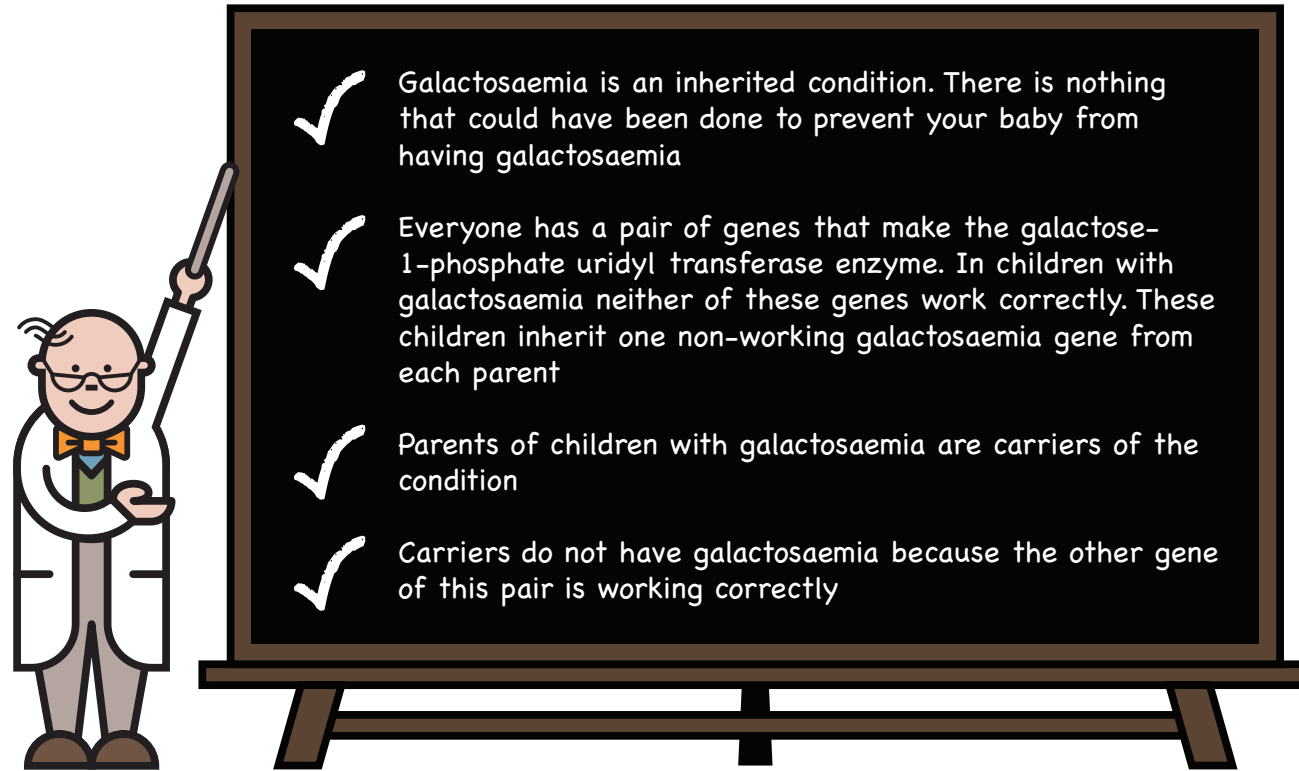 Galactosaemia is an inherited condition. There is nothing
that could have been done to prevent your baby from
having galactosaemia
Everyone has a pair of genes that make the galactose-
1-phosphate uridyl transferase enzyme. In children with
galactosaemia neither of these genes work correctly. These
children inherit one non-working galactosaemia gene from
each parent
Parents of children with galactosaemia are carriers of the
condition
Carriers do not have galactosaemia because the other gene
of this pair is working correctly